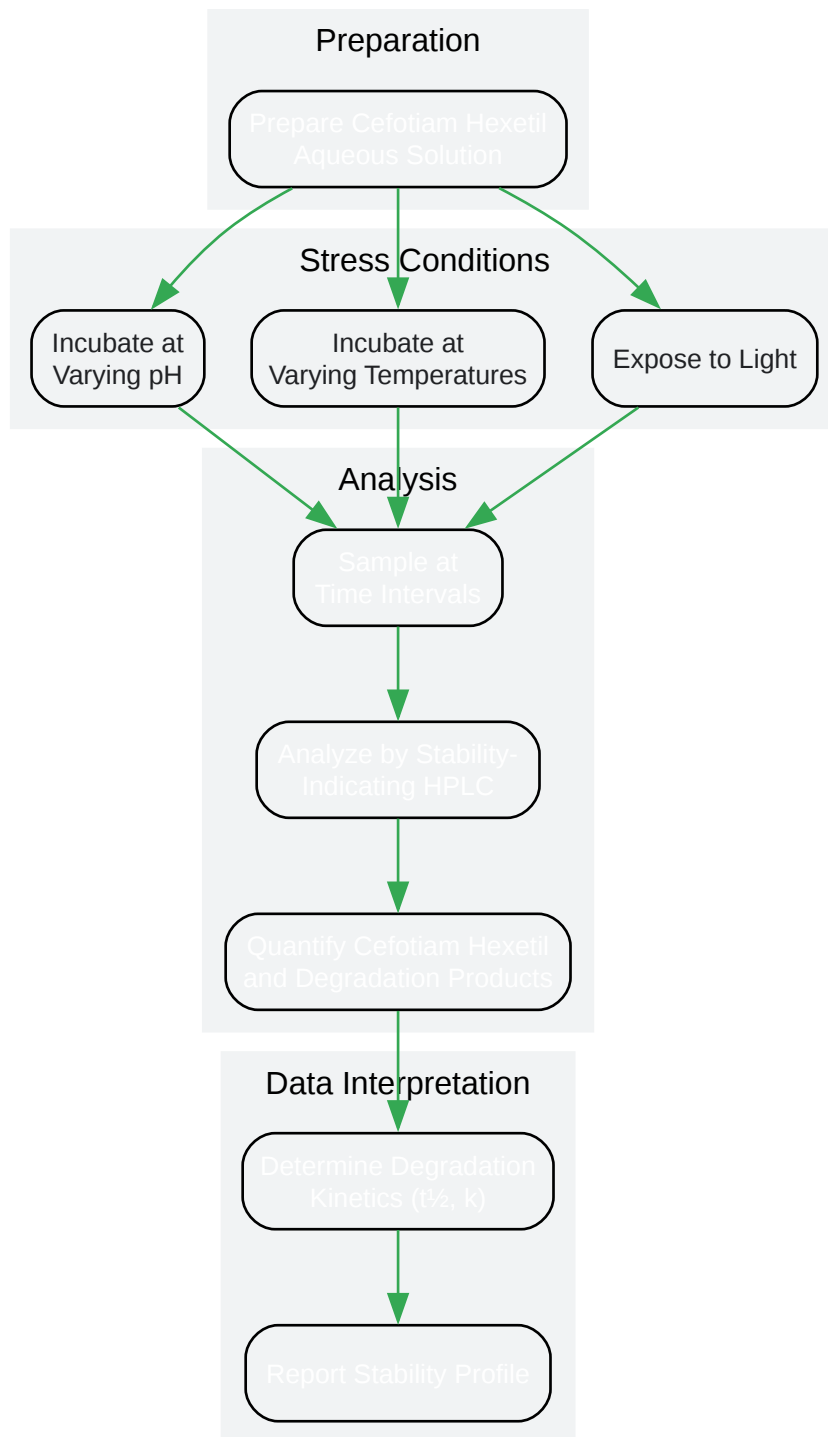 Preparation
Prepare Cefotiam Hexetil
Aqueous Solution
Stress Conditions
Incubate at
Varying pH
Incubate at
Varying Temperatures
Expose to Light
Analysis
Sample at
Time Intervals
Analyze by Stability-
Indicating HPLC
Quantify Cefotiam Hexetil
and Degradation Products
Data Interpretation
Determine Degradation
Kinetics (t½, k)
Report Stability Profile